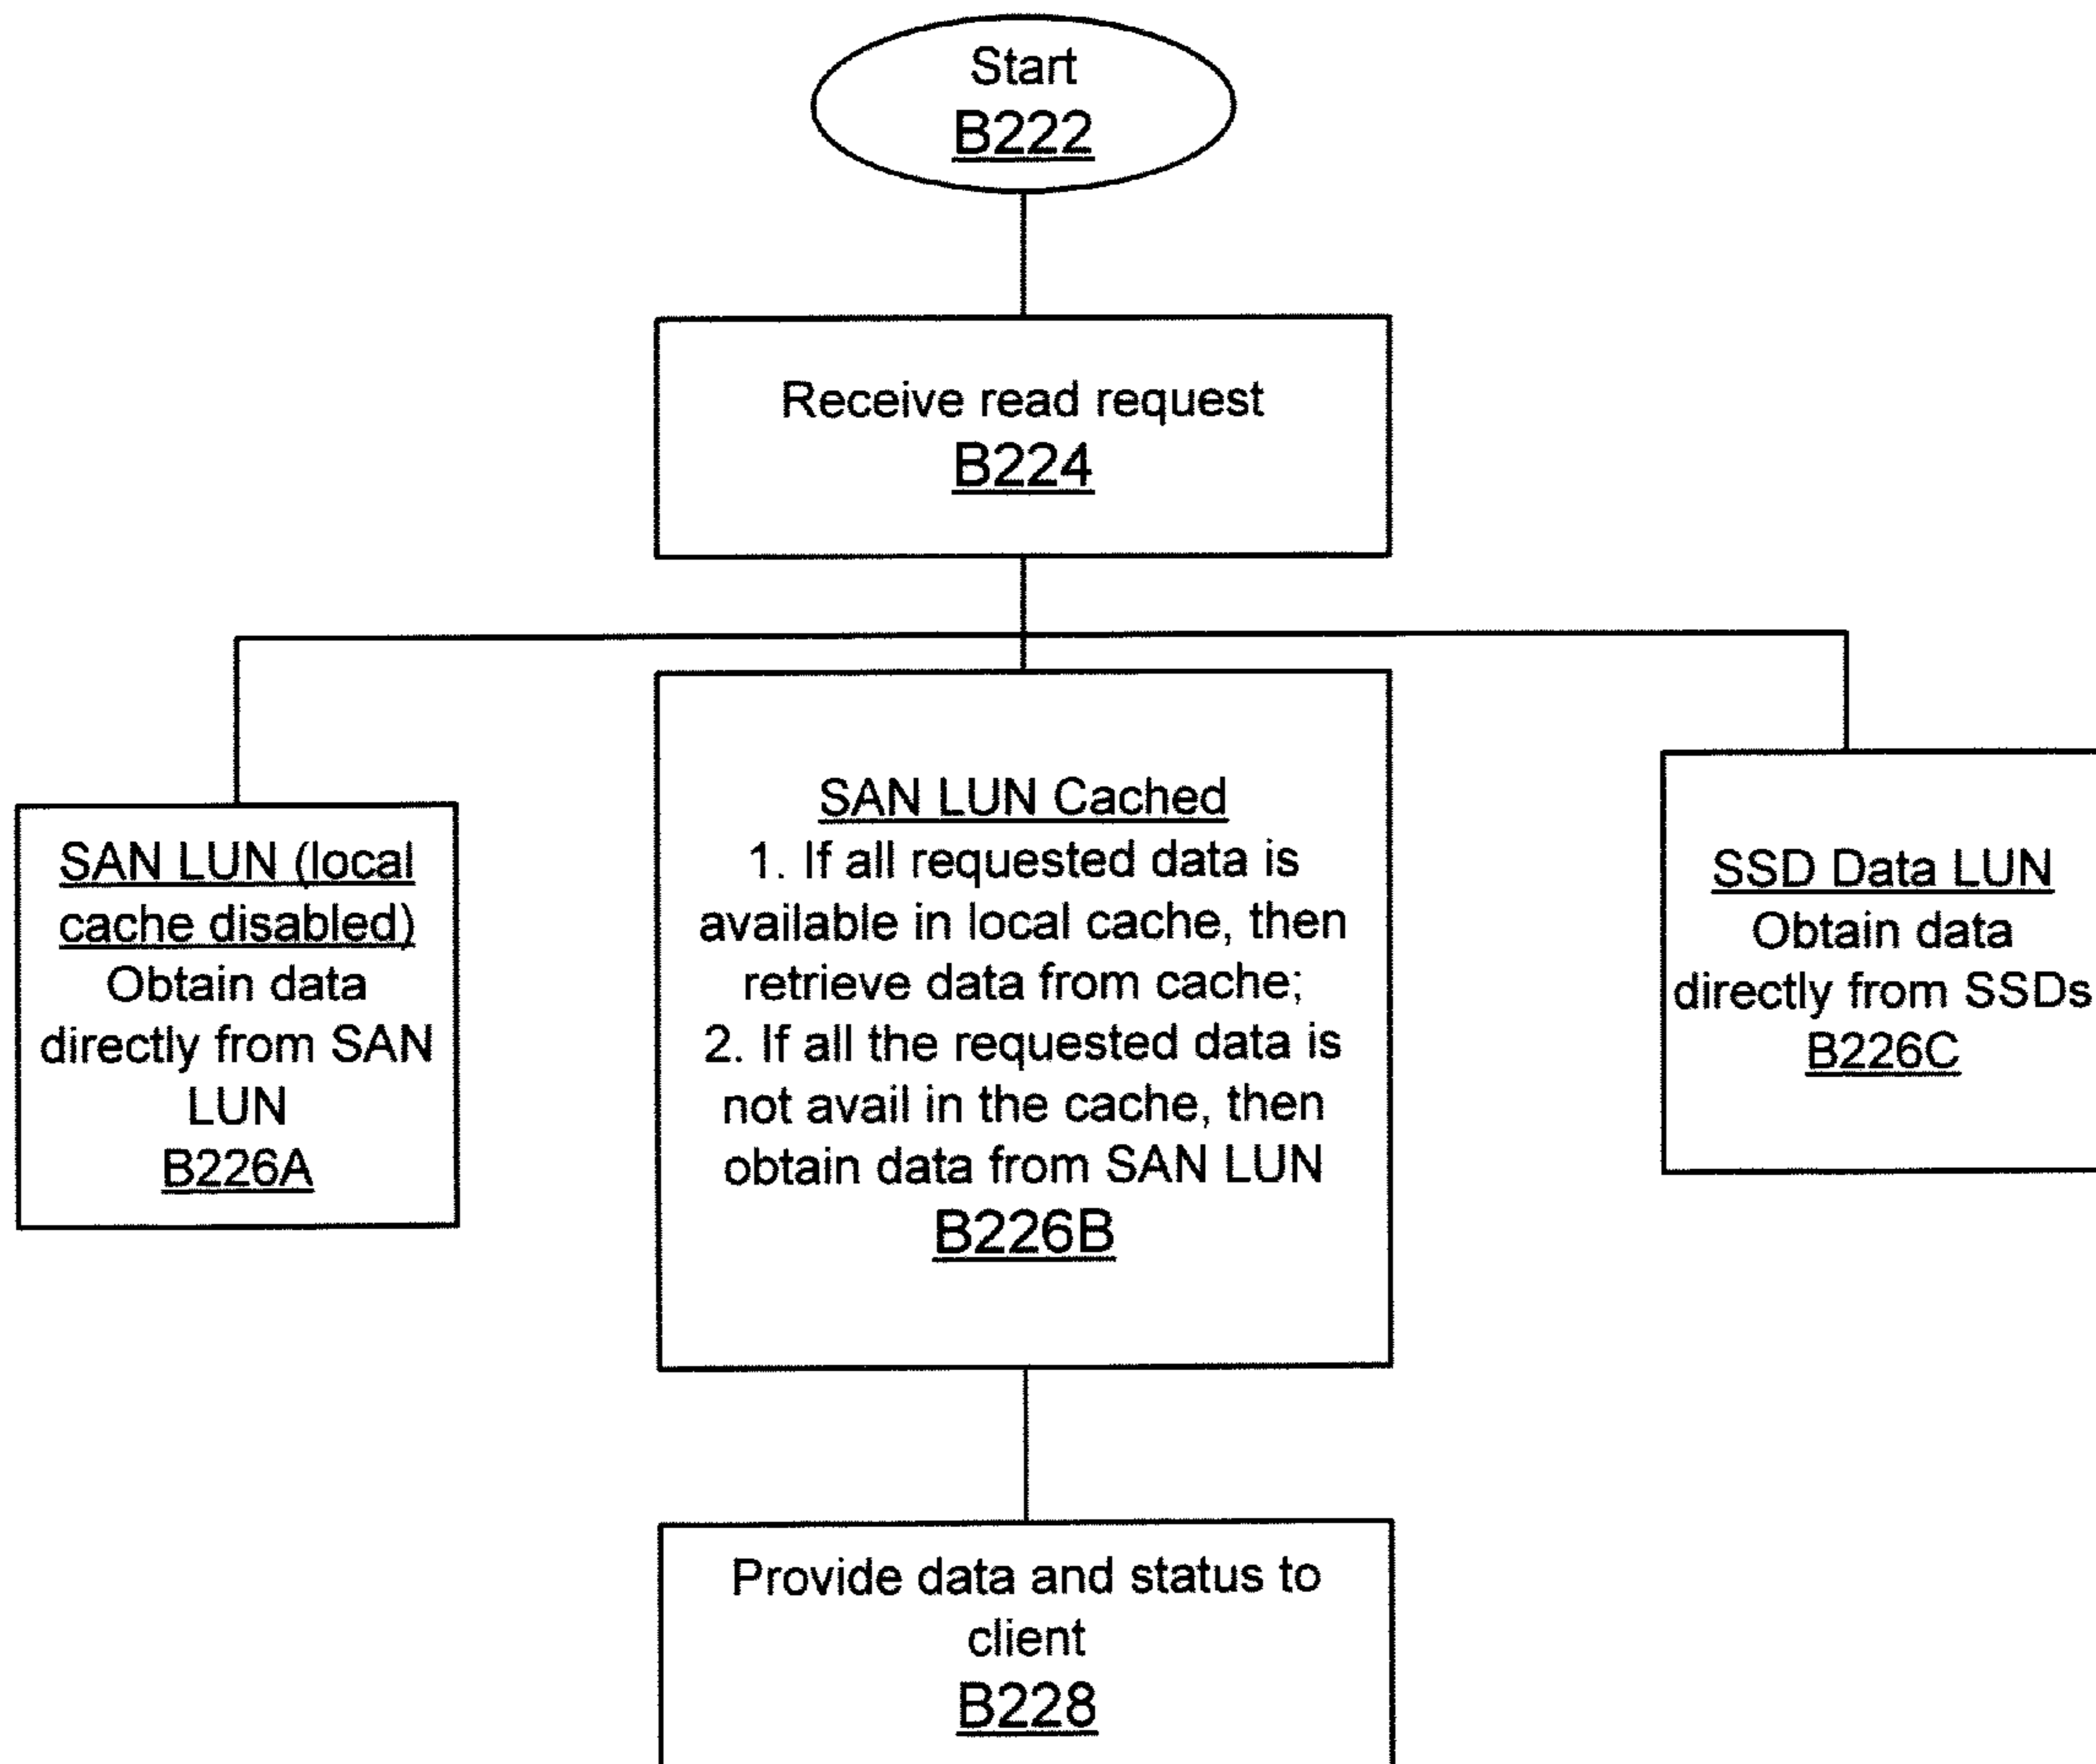 Start
B222
Receive read request
B224
SAN LUN (local
cache disabled)
Obtain data
directly from SAN
LUN
B226A
SAN LUN Cached
1. If all requested data is
available in local cache, then
retrieve data from cache;
2. If all the requested data is
not avail in the cache, then
obtain data from SAN LUN
B226B
SSD Data LUN
Obtain data
directly from SSDs
B226C
Provide data and status to
client
B228